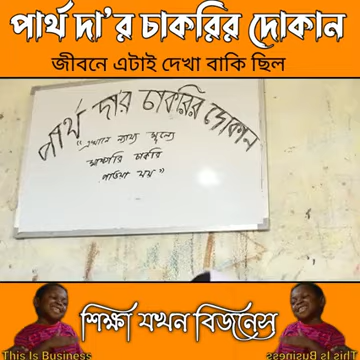 পার্থ দা'র চাকরির দোকান
জীবনে এটাই দেখা বাকি ছিল
পার্থ দা'র চাকরির দোকান
"এখানে ন্যায্য মূল্যে
সরকারি চাকরি
পাওয়া যায়"
শিক্ষা যখন বিজনেস
This Is Business
This Is Business